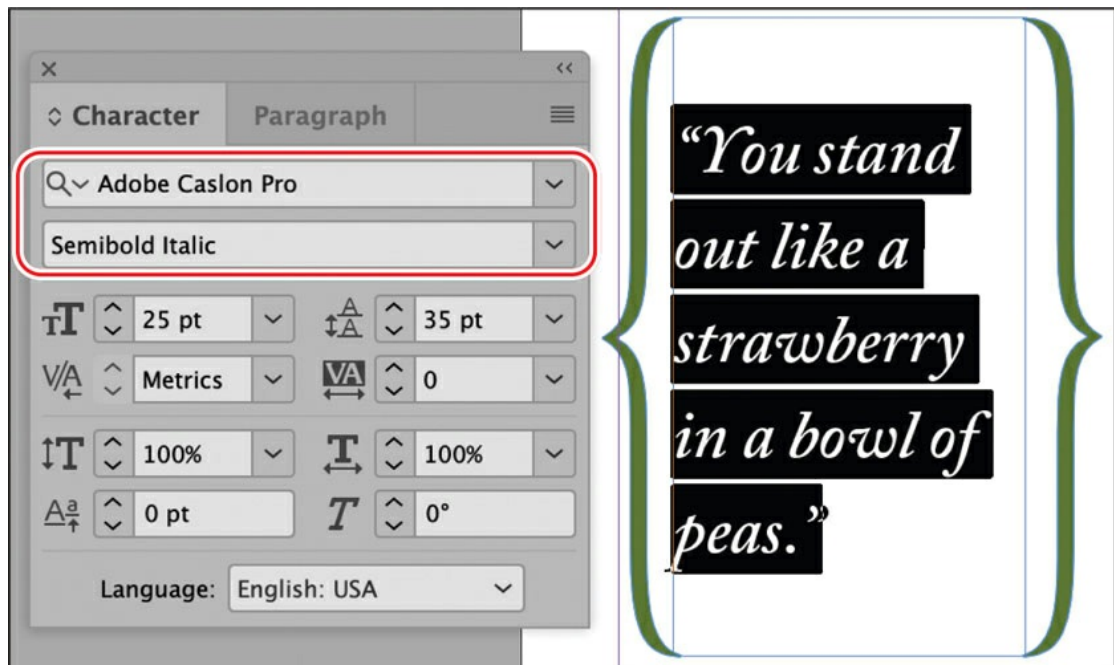 Character Paragraph
Adobe Caslon Pro
Semibold Italic
25 pt 35 pt
Metrics 0
100% 100%
0 pt 0°
Language: English: USA
“You stand
out like a
strawberry
in a bowl of
peas.”